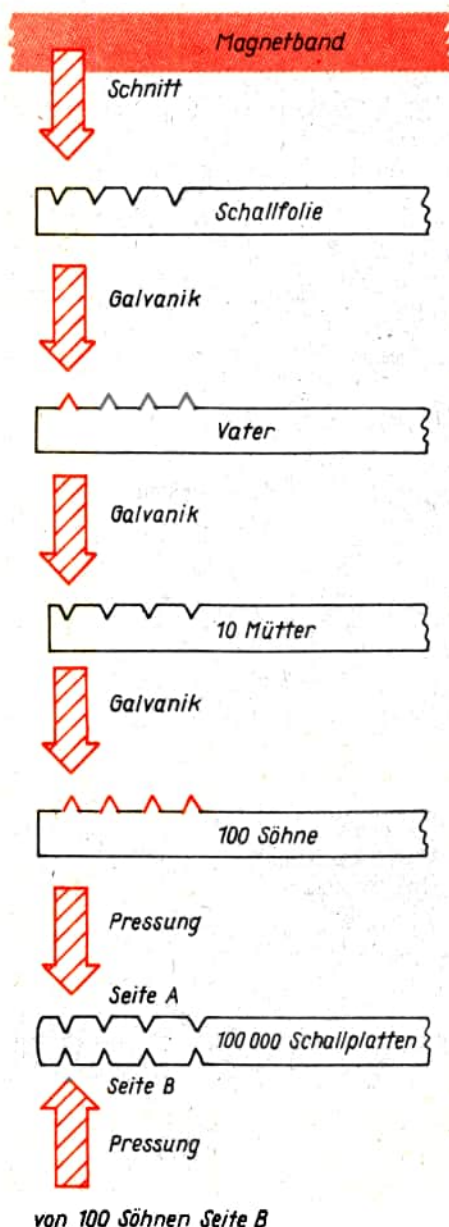 Magnetband
Schnitt
Schallfolie
Galvanik
Vater
Galvanik
10 Mütter
Galvanik
100 Söhne
Pressung
Seite A
100 000 Schallplatten
Seite B
Pressung
von 100 Söhnen Seite B